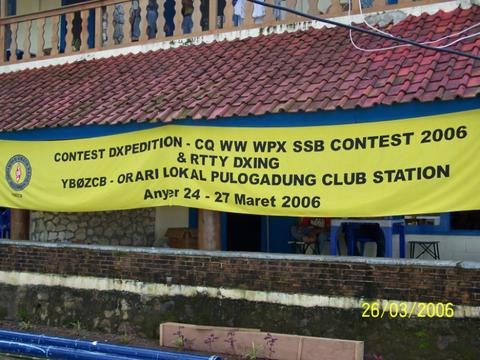 CONTEST DXPEDITION - CQ WW WPX SSB CONTEST 2006
& RTTY DXING
YBØZCB - ORARI LOKAL PULOGADUNG CLUB STATION
Anyer 24 - 27 Maret 2006
26/03/2006